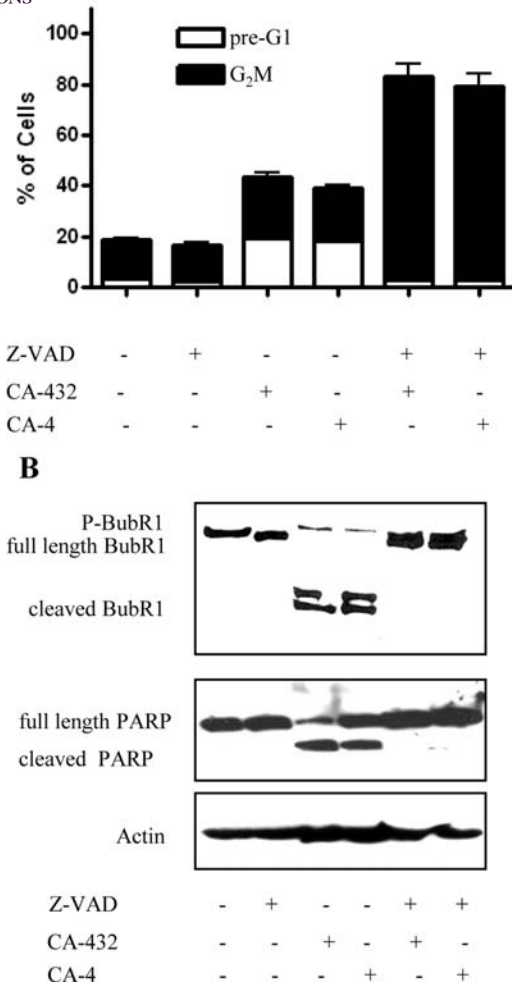 100
pre-G1
80
G₂M
60
40
20
0
% of Cells
Z-VAD - + - - + +
CA-432 - - + - + -
CA-4 - - - + - +
B
P-BubR1
full length BubR1
cleaved BubR1
full length PARP
cleaved PARP
Actin
Z-VAD - + - - + +
CA-432 - - + - + -
CA-4 - - - + - +